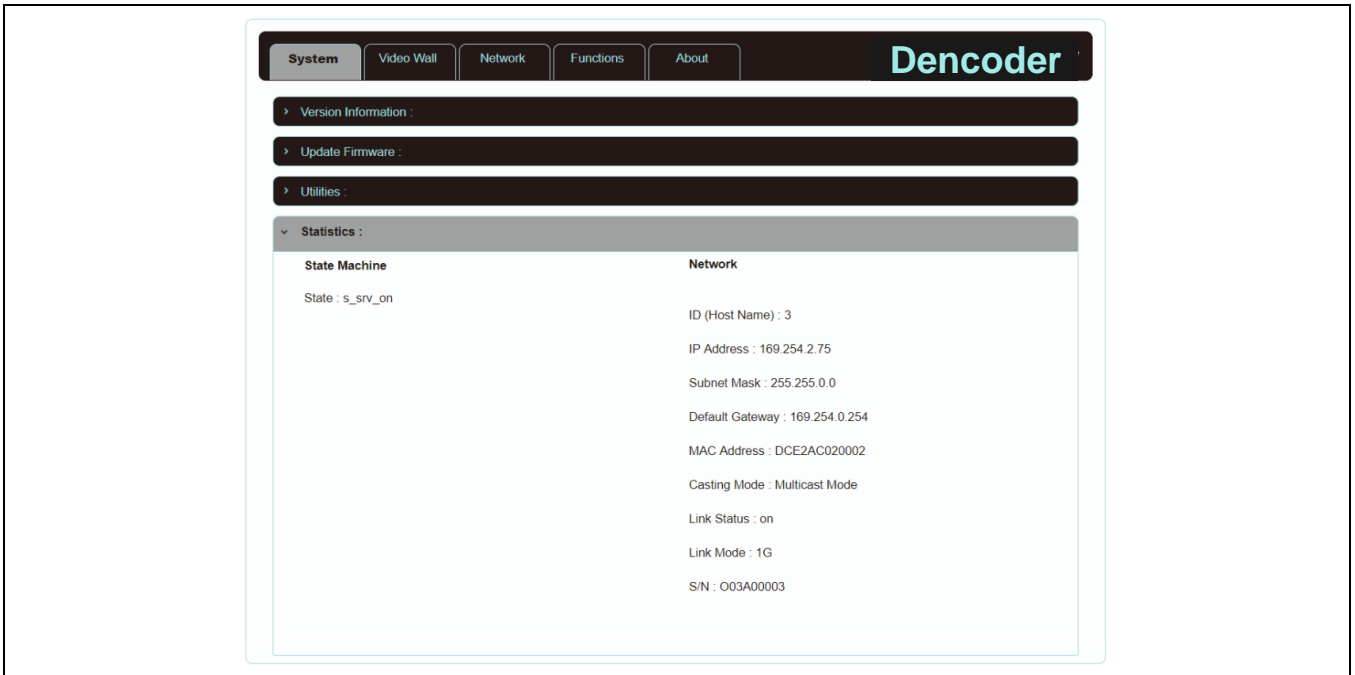 System Video Wall Network Functions About Dencoder
Version Information :
Update Firmware :
Utilities :
Statistics :
State Machine
State : s_srv_on
Network
ID (Host Name) : 3
IP Address : 169.254.2.75
Subnet Mask : 255.255.0.0
Default Gateway : 169.254.0.254
MAC Address : DCE2AC020002
Casting Mode : Multicast Mode
Link Status : on
Link Mode : 1G
S/N : O03A00003